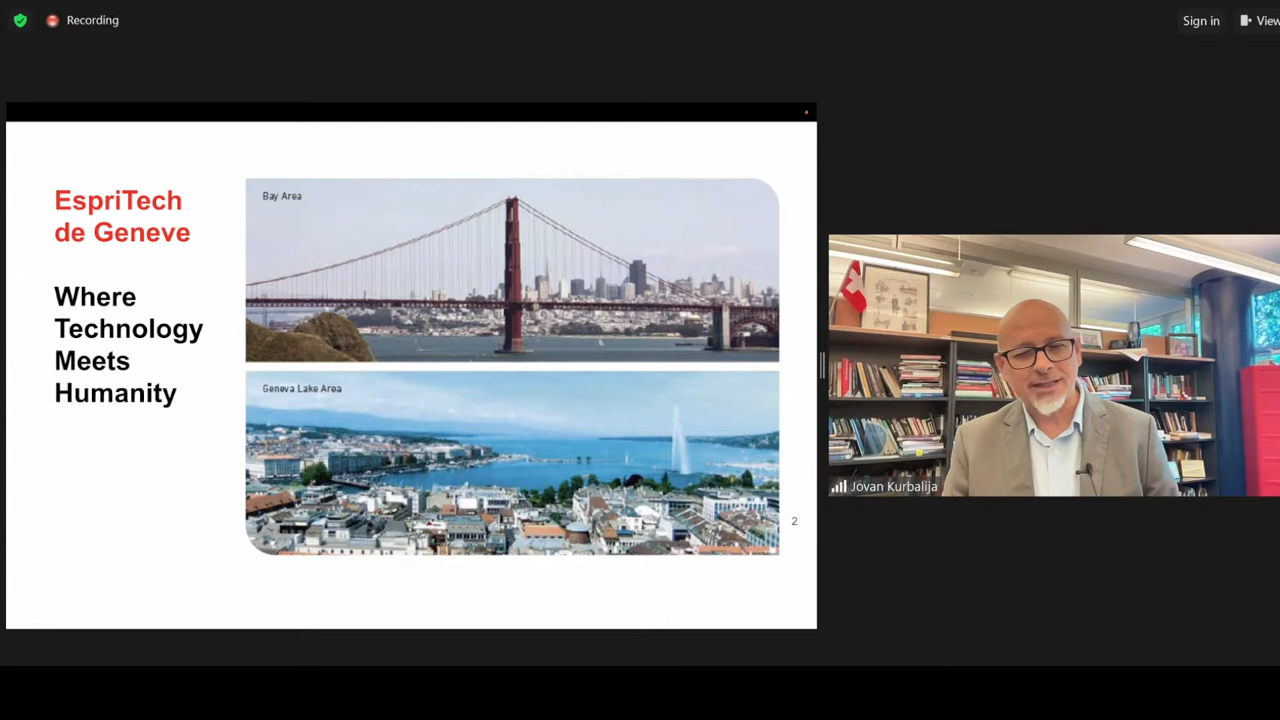 Recording
Sign in
View
EspriTech
de Geneve
Where
Technology
Meets
Humanity
Bay Area
Geneva Lake Area
2
Jovan Kurbalija